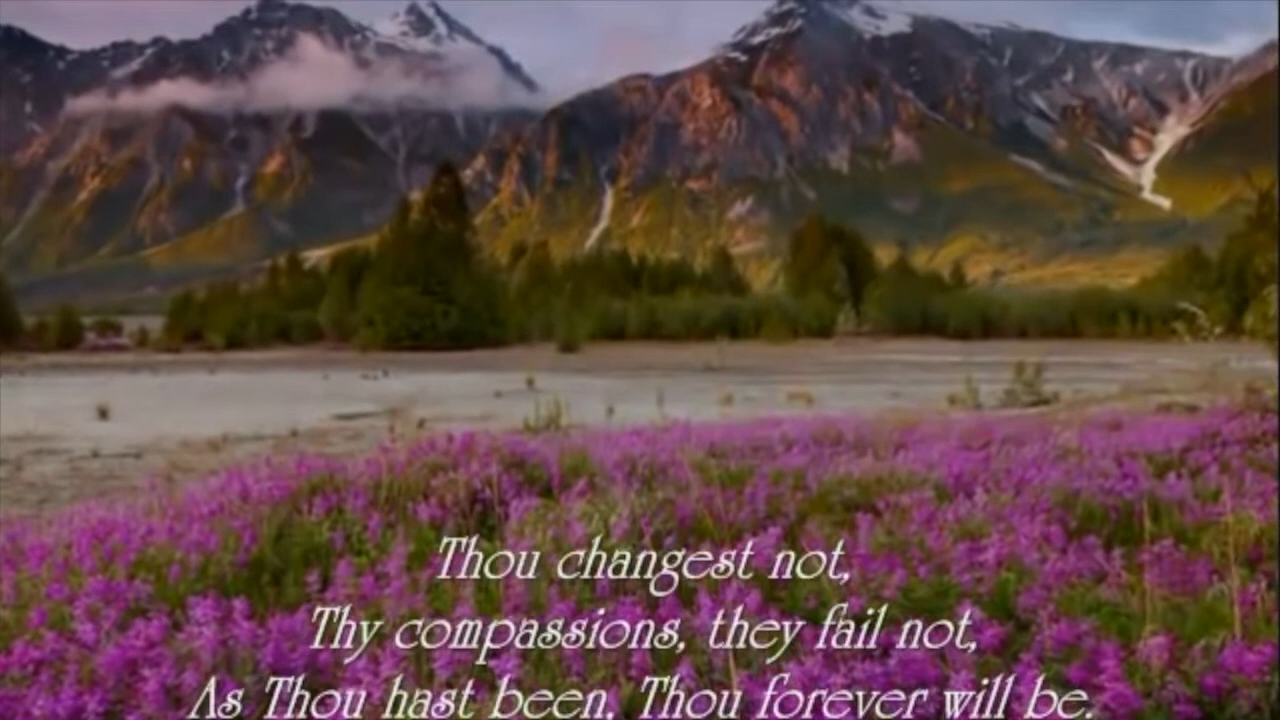 Thou changest not,
Thy compassions, they fail not,
As Thou hast been, Thou forever will be.